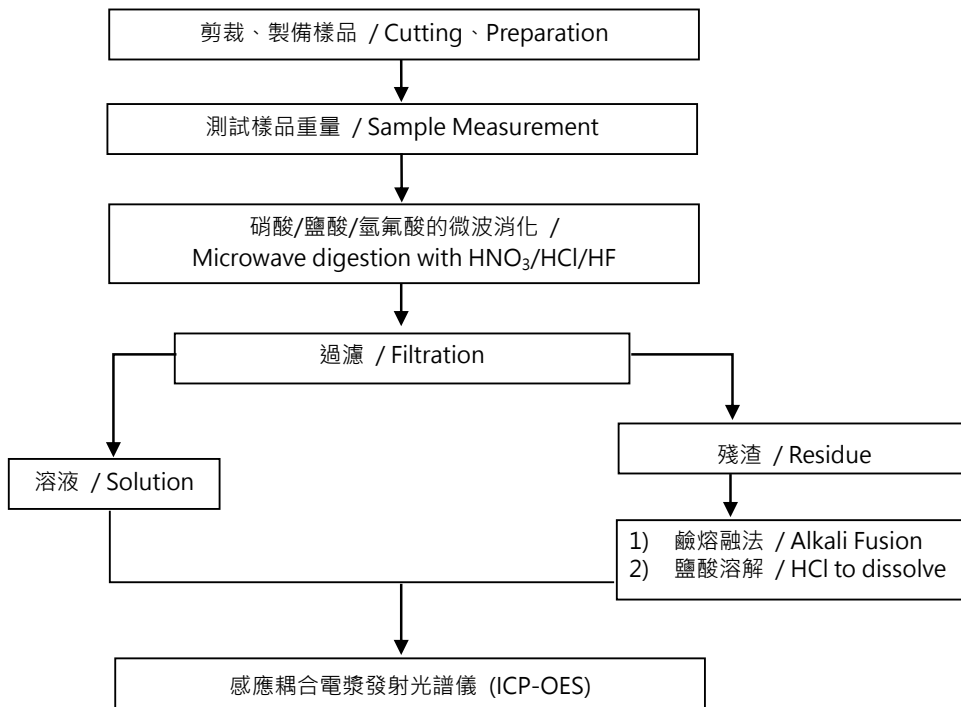 剪裁、製備樣品 / Cutting、Preparation
測試樣品重量 / Sample Measurement
硝酸/鹽酸/氫氟酸的微波消化 /
Microwave digestion with HNO₃/HCl/HF
過濾 / Filtration
溶液 / Solution
殘渣 / Residue
1) 鹼熔融法 / Alkali Fusion
2) 鹽酸溶解 / HCl to dissolve
感應耦合電漿發射光譜儀 (ICP-OES)